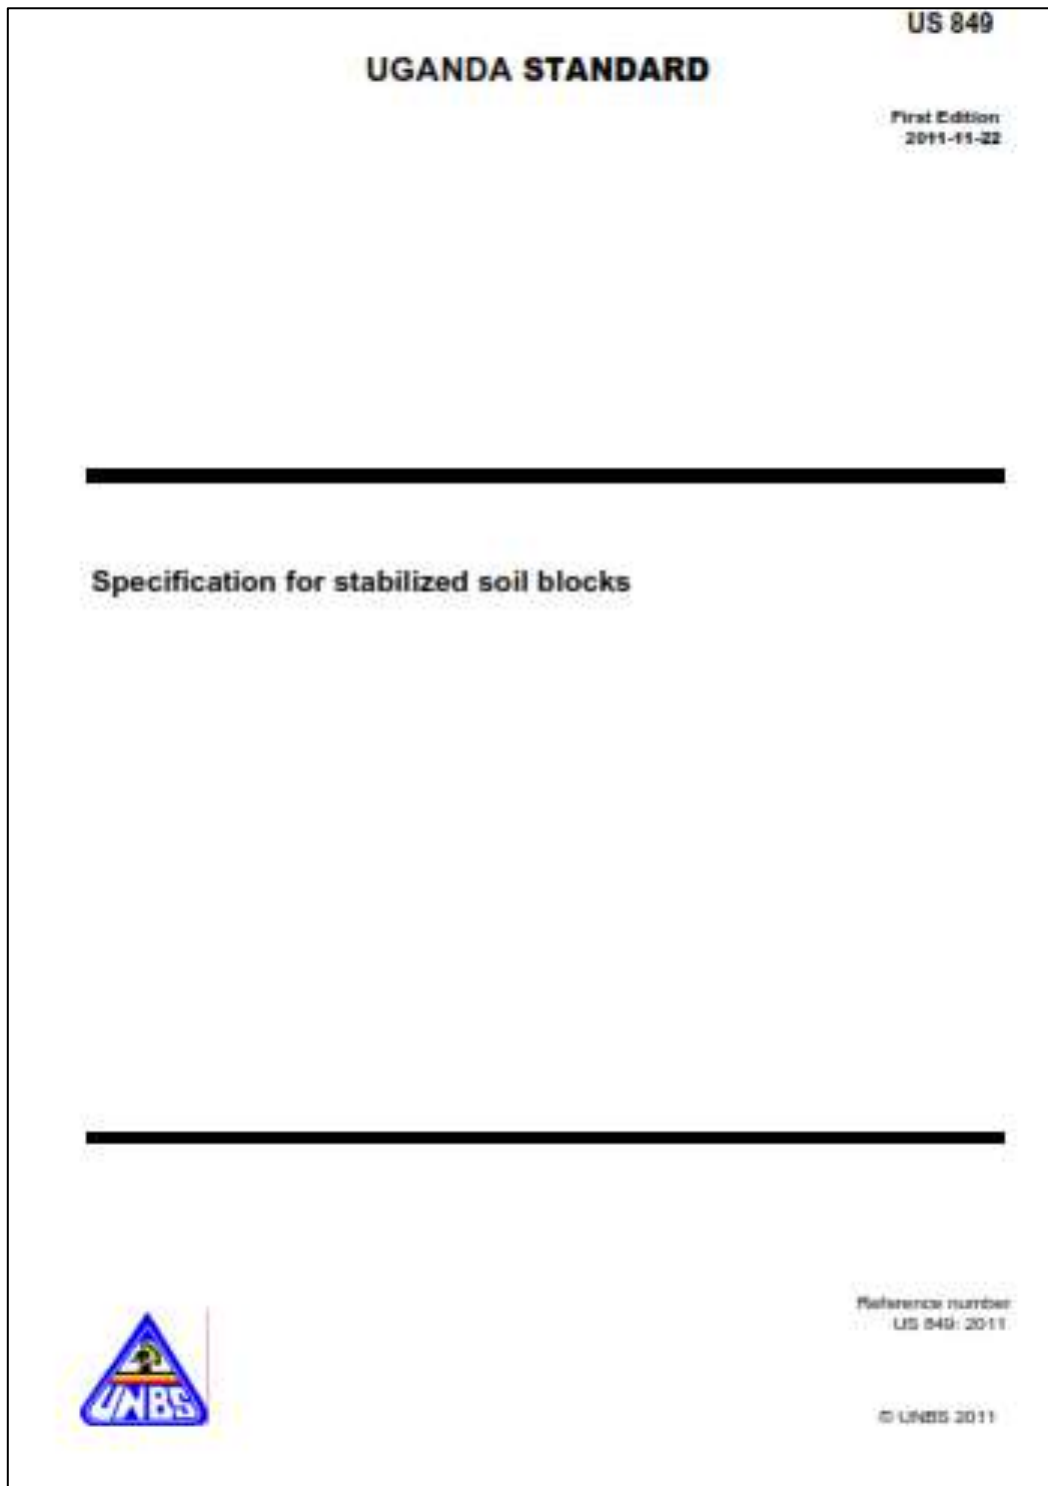 US 849
UGANDA STANDARD
First Edition
2011-11-22
Specification for stabilized soil blocks
Reference number
US 849: 2011
UNBS
© UNBS 2011